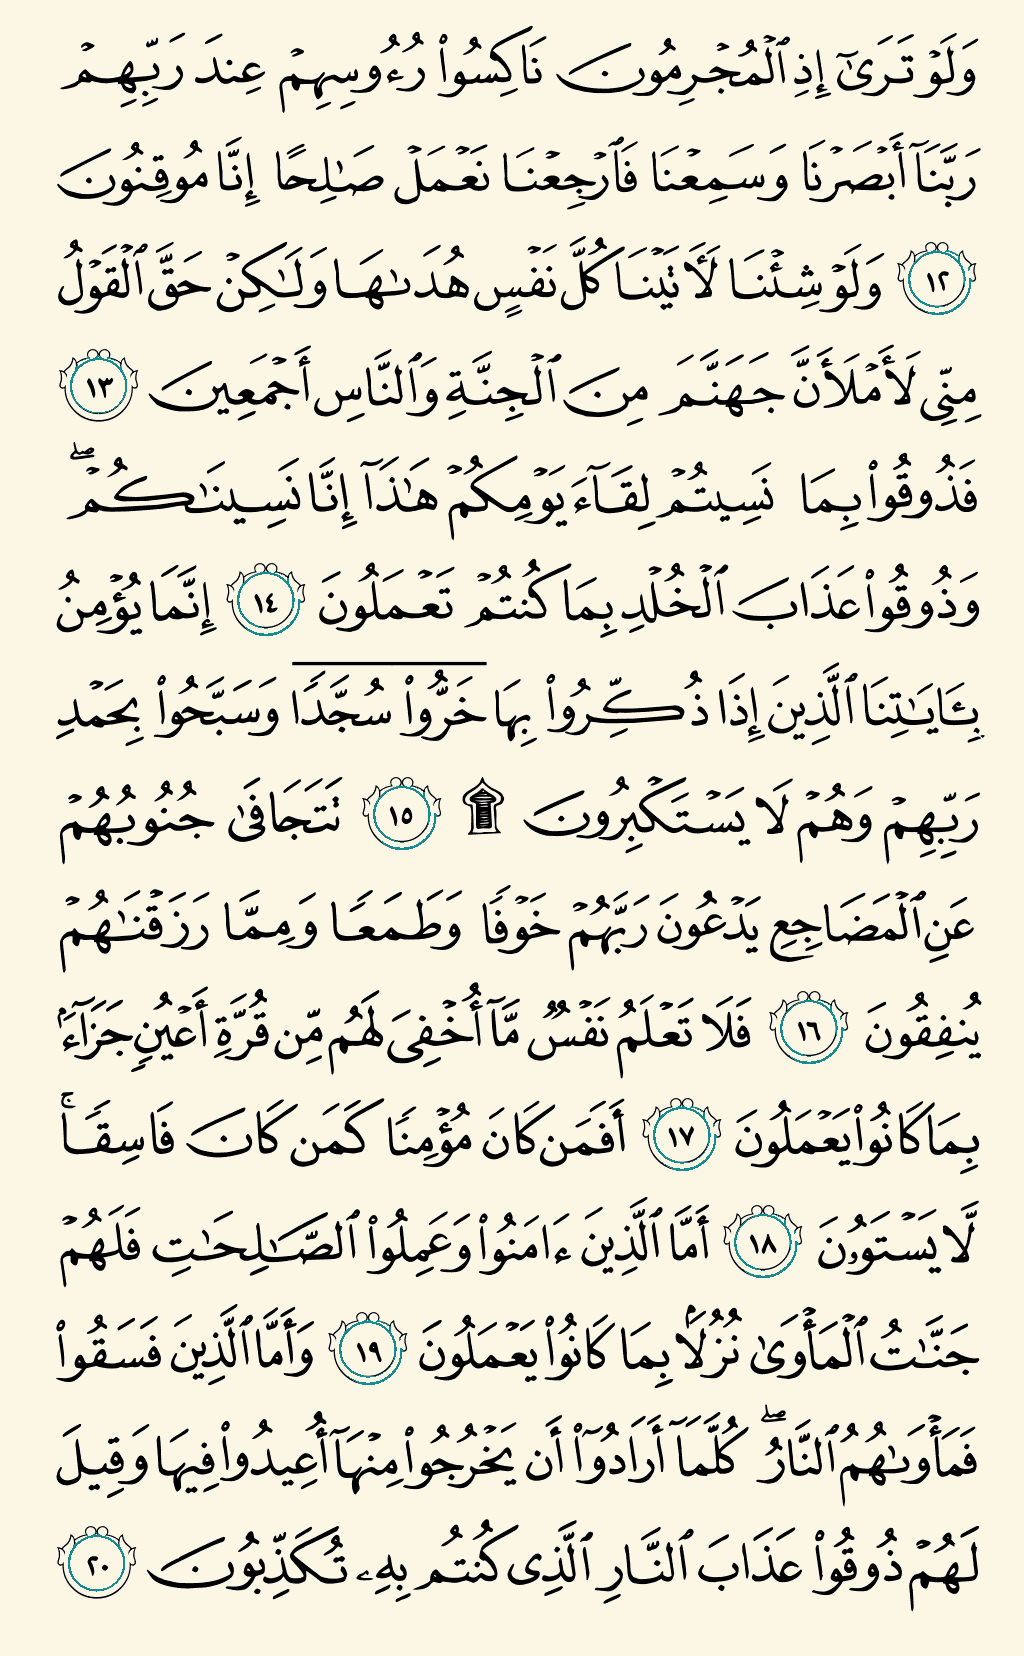 وَلَوْ تَرَىٰٓ إِذِ ٱلْمُجْرِمُونَ نَاكِسُوا۟ رُءُوسِهِمْ عِندَ رَبِّهِمْ
رَبَّنَآ أَبْصَرْنَا وَسَمِعْنَا فَٱرْجِعْنَا نَعْمَلْ صَٰلِحًا إِنَّا مُوقِنُونَ
١٢ وَلَوْ شِئْنَا لَأٓتَيْنَا كُلَّ نَفْسٍ هُدَىٰهَا وَلَٰكِنْ حَقَّ ٱلْقَوْلُ
مِنِّى لَأَمْلَأَنَّ جَهَنَّمَ مِنَ ٱلْجِنَّةِ وَٱلنَّاسِ أَجْمَعِينَ ١٣
فَذُوقُوا۟ بِمَا نَسِيتُمْ لِقَآءَ يَوْمِكُمْ هَٰذَآ إِنَّا نَسِينَٰكُمْ ۖ
وَذُوقُوا۟ عَذَابَ ٱلْخُلْدِ بِمَا كُنتُمْ تَعْمَلُونَ ١٤ إِنَّمَا يُؤْمِنُ
بِـَٔايَٰتِنَا ٱلَّذِينَ إِذَا ذُكِّرُوا۟ بِهَا خَرُّوا۟ سُجَّدًا وَسَبَّحُوا۟ بِحَمْدِ
رَبِّهِمْ وَهُمْ لَا يَسْتَكْبِرُونَ ۩ ١٥ تَتَجَافَىٰ جُنُوبُهُمْ
عَنِ ٱلْمَضَاجِعِ يَدْعُونَ رَبَّهُمْ خَوْفًا وَطَمَعًا وَمِمَّا رَزَقْنَٰهُمْ
يُنفِقُونَ ١٦ فَلَا تَعْلَمُ نَفْسٌ مَّآ أُخْفِىَ لَهُم مِّن قُرَّةِ أَعْيُنٍ جَزَآءًۢ
بِمَا كَانُوا۟ يَعْمَلُونَ ١٧ أَفَمَن كَانَ مُؤْمِنًا كَمَن كَانَ فَاسِقًا ۚ
لَّا يَسْتَوُۥنَ ١٨ أَمَّا ٱلَّذِينَ ءَامَنُوا۟ وَعَمِلُوا۟ ٱلصَّٰلِحَٰتِ فَلَهُمْ
جَنَّٰتُ ٱلْمَأْوَىٰ نُزُلًۢا بِمَا كَانُوا۟ يَعْمَلُونَ ١٩ وَأَمَّا ٱلَّذِينَ فَسَقُوا۟
فَمَأْوَىٰهُمُ ٱلنَّارُ ۖ كُلَّمَآ أَرَادُوٓا۟ أَن يَخْرُجُوا۟ مِنْهَآ أُعِيدُوا۟ فِيهَا وَقِيلَ
لَهُمْ ذُوقُوا۟ عَذَابَ ٱلنَّارِ ٱلَّذِى كُنتُم بِهِۦ تُكَذِّبُونَ ٢٠